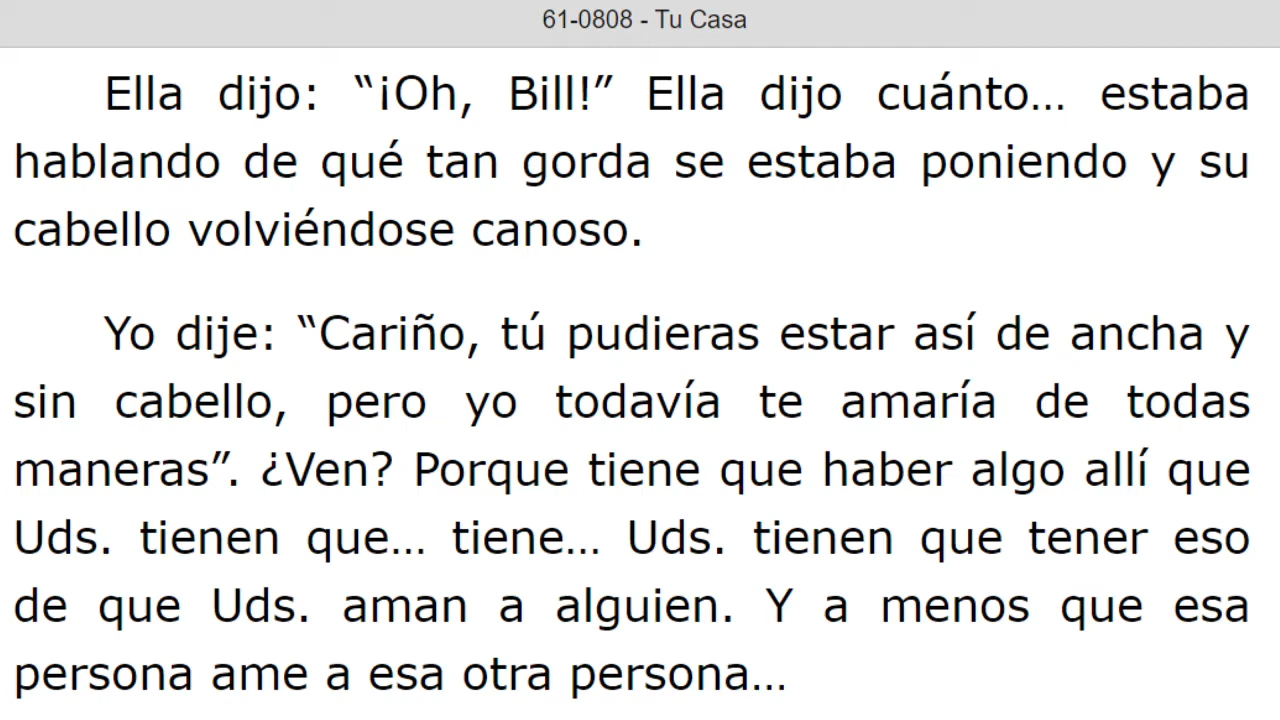 61-0808 - Tu Casa
Ella dijo: “¡Oh, Bill!” Ella dijo cuánto… estaba
hablando de qué tan gorda se estaba poniendo y su
cabello volviéndose canoso.
Yo dije: “Cariño, tú pudieras estar así de ancha y
sin cabello, pero yo todavía te amaría de todas
maneras”. ¿Ven? Porque tiene que haber algo allí que
Uds. tienen que… tiene… Uds. tienen que tener eso
de que Uds. aman a alguien. Y a menos que esa
persona ame a esa otra persona…